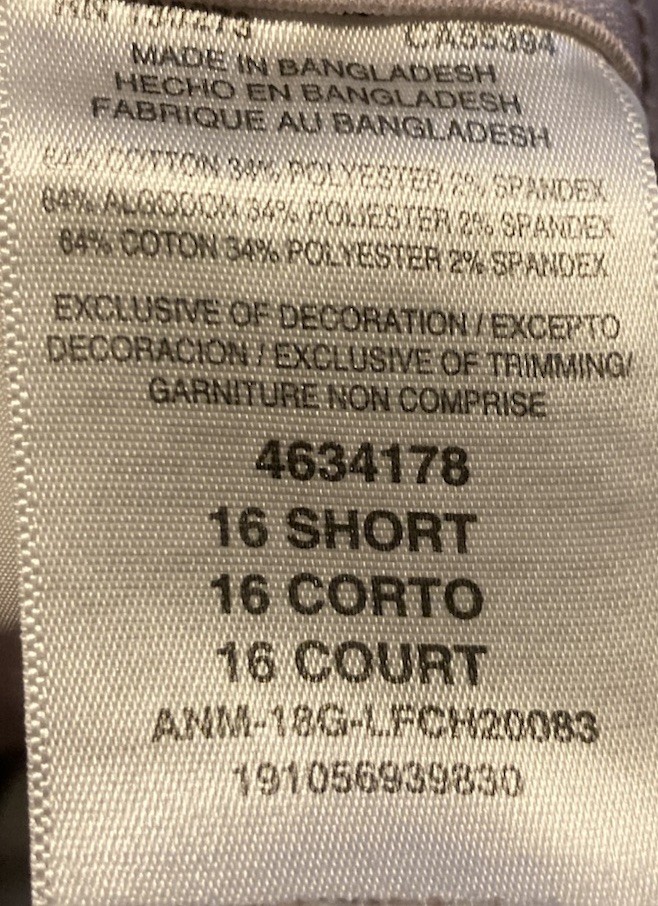 CA55394
MADE IN BANGLADESH
HECHO EN BANGLADESH
FABRIQUE AU BANGLADESH
64% COTTON 34% POLYESTER 2% SPANDEX
64% ALGODON 34% POLIESTER 2% SPANDEX
64% COTON 34% POLYESTER 2% SPANDEX
EXCLUSIVE OF DECORATION / EXCEPTO
DECORACION / EXCLUSIVE OF TRIMMING/
GARNITURE NON COMPRISE
4634178
16 SHORT
16 CORTO
16 COURT
ANM-18G-LFCH20083
191056939830